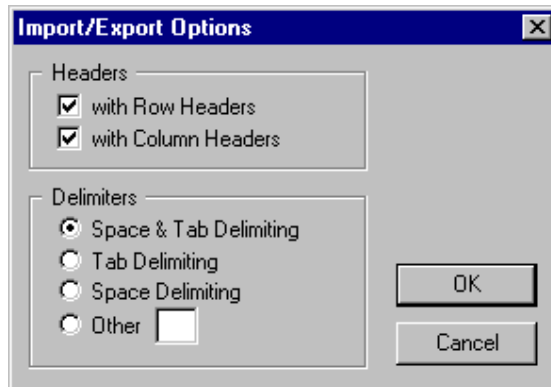 Import/Export Options
Headers
with Row Headers
with Column Headers
Delimiters
Space & Tab Delimiting
Tab Delimiting
Space Delimiting
Other
OK
Cancel